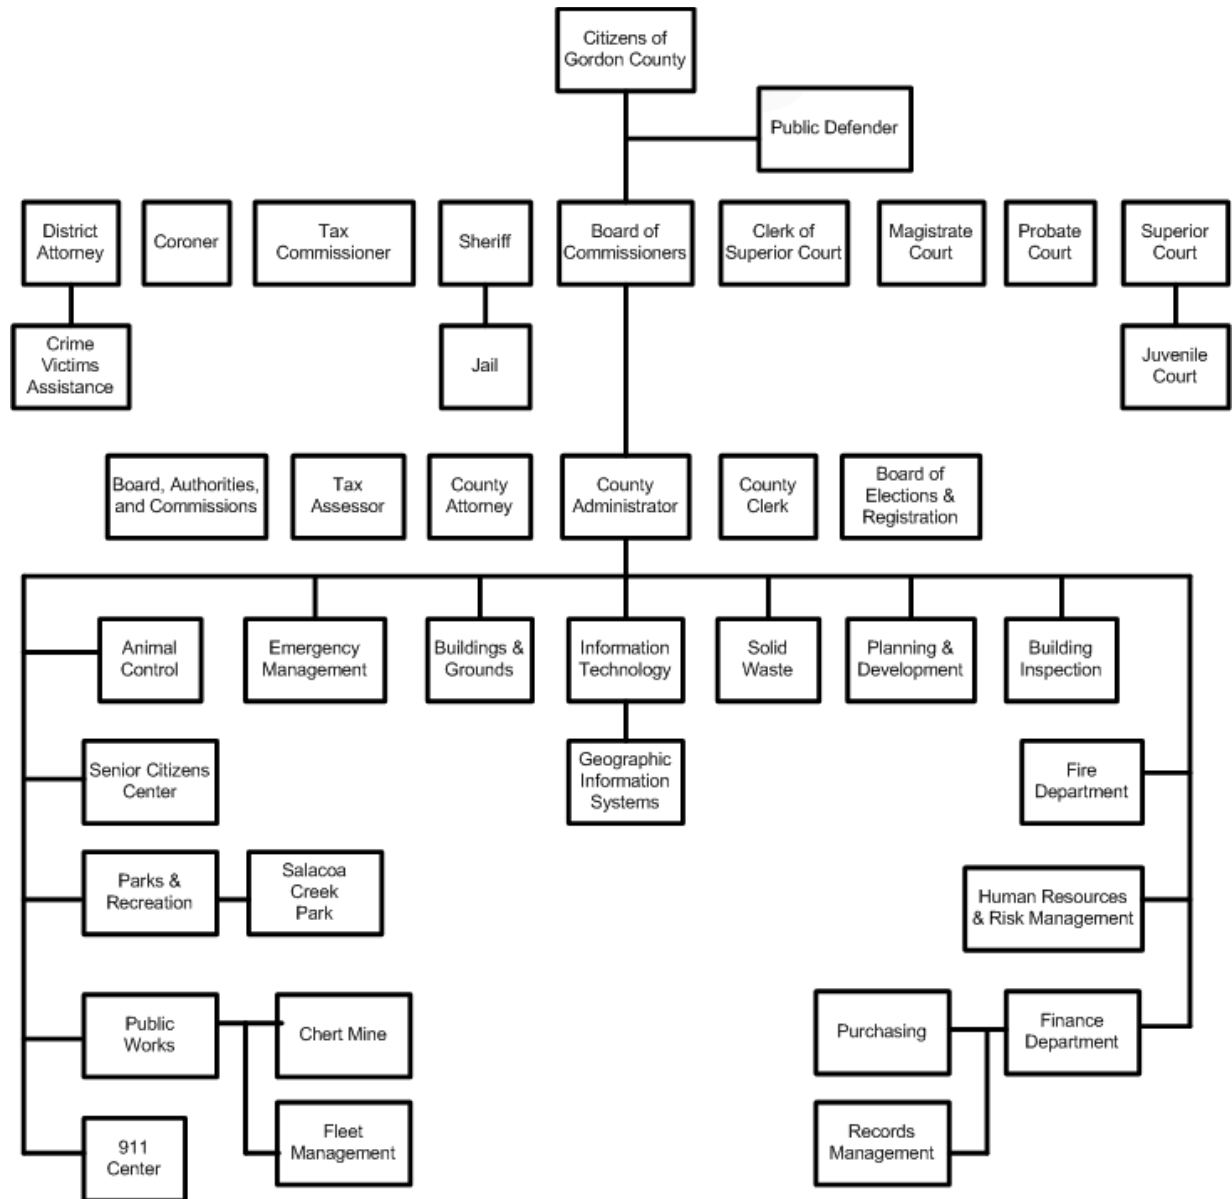 Citizens of
Gordon County
Public Defender
District
Attorney
Coroner
Tax
Commissioner
Sheriff
Board of
Commissioners
Clerk of
Superior Court
Magistrate
Court
Probate
Court
Superior
Court
Crime
Victims
Assistance
Jail
Juvenile
Court
Board, Authorities,
and Commissions
Tax
Assessor
County
Attorney
County
Administrator
County
Clerk
Board of
Elections &
Registration
Animal
Control
Emergency
Management
Buildings &
Grounds
Information
Technology
Solid
Waste
Planning &
Development
Building
Inspection
Senior Citizens
Center
Geographic
Information
Systems
Fire
Department
Parks &
Recreation
Salacoa
Creek
Park
Human Resources
& Risk Management
Public
Works
Chert Mine
Purchasing
Finance
Department
911
Center
Fleet
Management
Records
Management